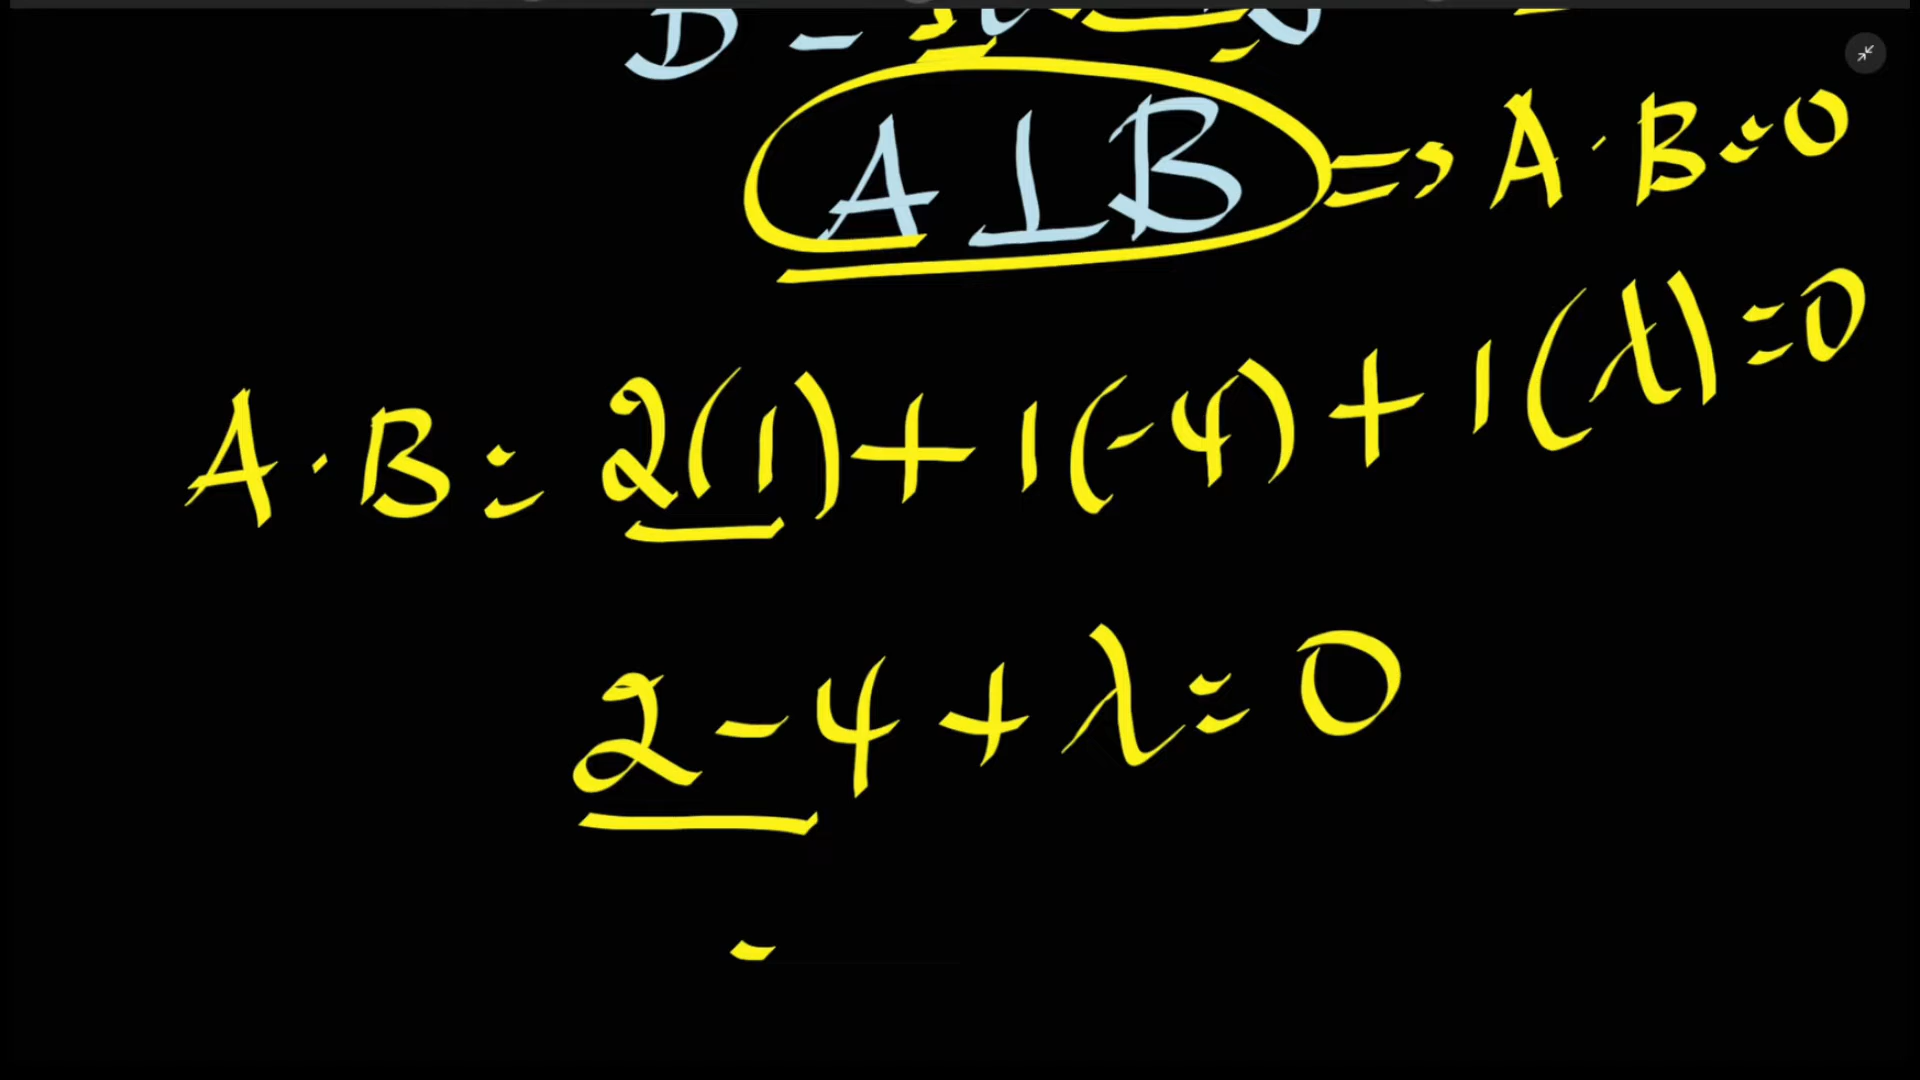 A ⊥ B => A · B = 0
A · B = 2(1) + 1(-4) + 1(λ) = 0
2 - 4 + λ = 0
-